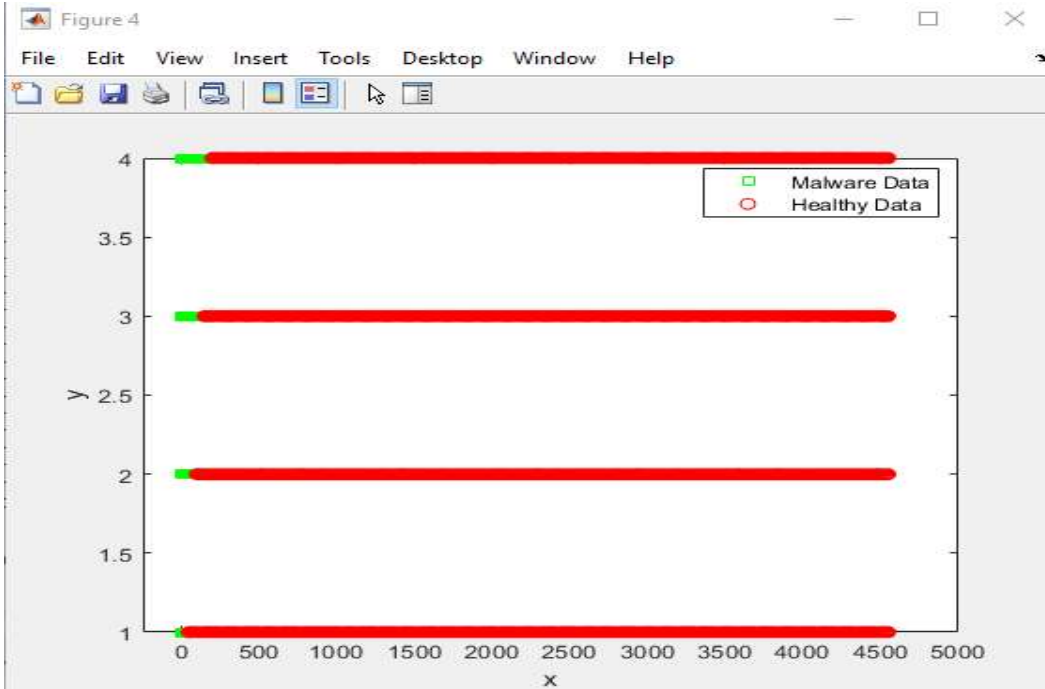 Figure 4
File Edit View Insert Tools Desktop Window Help
4
3.5
3
2.5
2
1.5
1
y
Malware Data
Healthy Data
0 500 1000 1500 2000 2500 3000 3500 4000 4500 5000
x